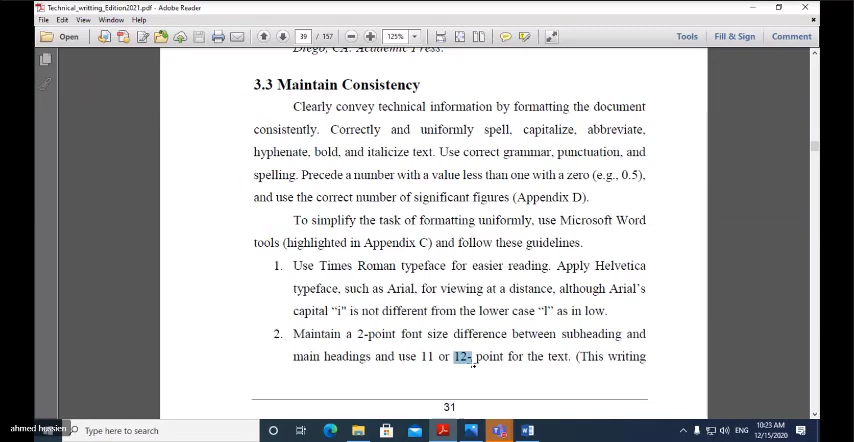 Technical_writting_Edition2021.pdf - Adobe Reader
File Edit View Window Help
Open 39 / 157 125% Tools Fill & Sign Comment
Diego, CA: Academic Press.
3.3 Maintain Consistency
Clearly convey technical information by formatting the document
consistently. Correctly and uniformly spell, capitalize, abbreviate,
hyphenate, bold, and italicize text. Use correct grammar, punctuation, and
spelling. Precede a number with a value less than one with a zero (e.g., 0.5),
and use the correct number of significant figures (Appendix D).
To simplify the task of formatting uniformly, use Microsoft Word
tools (highlighted in Appendix C) and follow these guidelines.
1. Use Times Roman typeface for easier reading. Apply Helvetica
typeface, such as Arial, for viewing at a distance, although Arial's
capital "i" is not different from the lower case "l" as in low.
2. Maintain a 2-point font size difference between subheading and
main headings and use 11 or 12- point for the text. (This writing
31
ahmed hussien
Type here to search
ENG
10:23 AM
12/15/2020